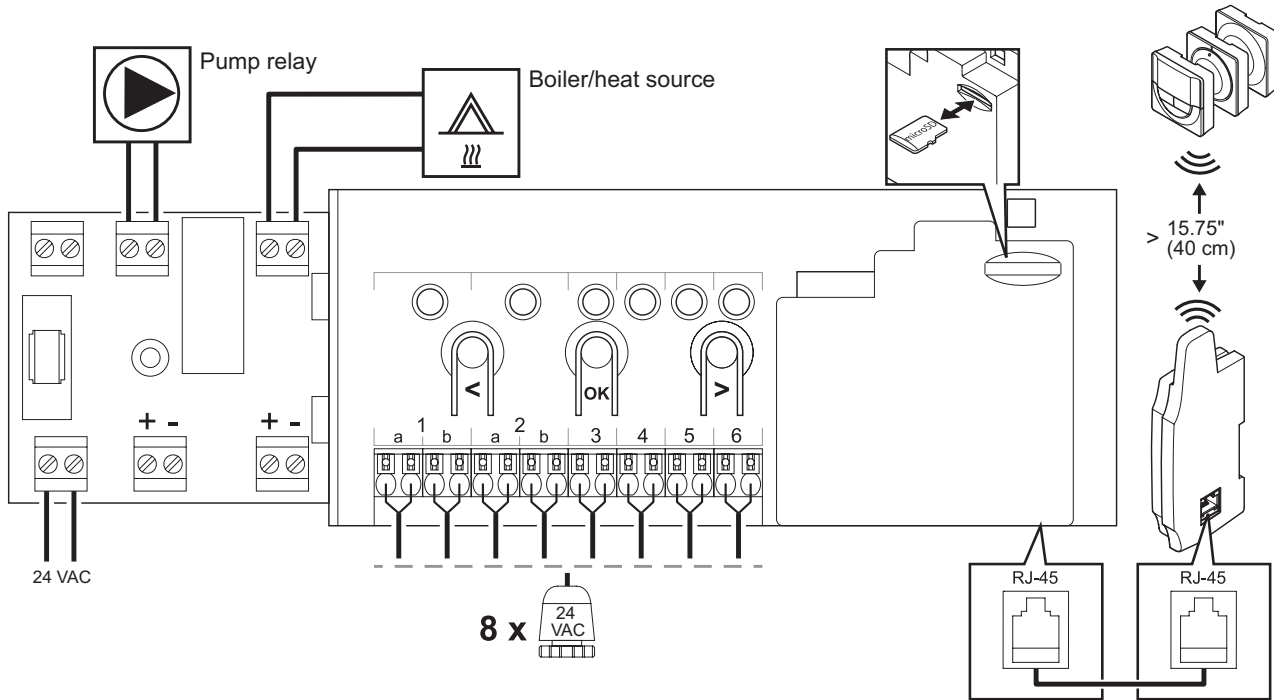 Pump relay
Boiler/heat source
microSD
> 15.75"
(40 cm)
< OK >
+ - + -
1 2 3 4 5 6
a b a b
24 VAC
8 x
24
VAC
RJ-45 RJ-45